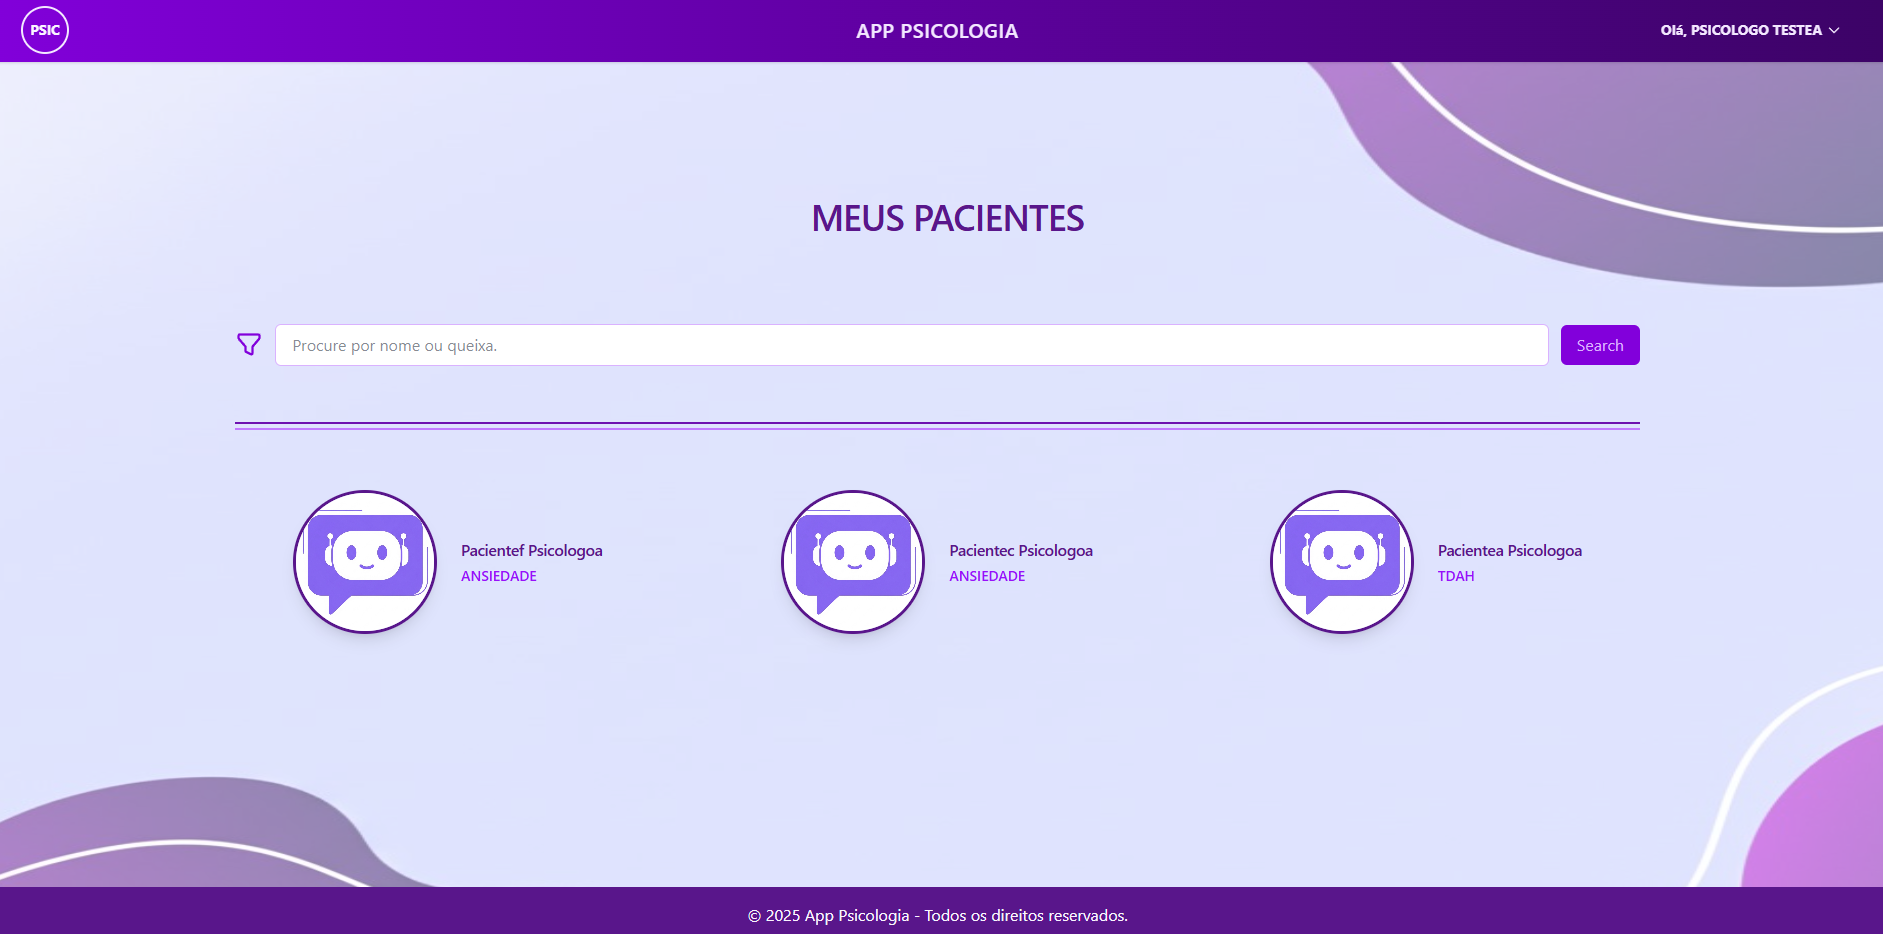 PSIC
APP PSICOLOGIA
Olá, PSICOLOGO TESTEA
MEUS PACIENTES
Procure por nome ou queixa.
Search
Pacientef Psicologoa
ANSIEDADE
Pacientec Psicologoa
ANSIEDADE
Pacientea Psicologoa
TDAH
© 2025 App Psicologia - Todos os direitos reservados.